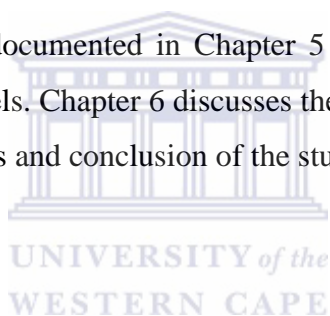 documented in Chapter 5
els. Chapter 6 discusses the
s and conclusion of the stu
UNIVERSITY of the
WESTERN CAPE